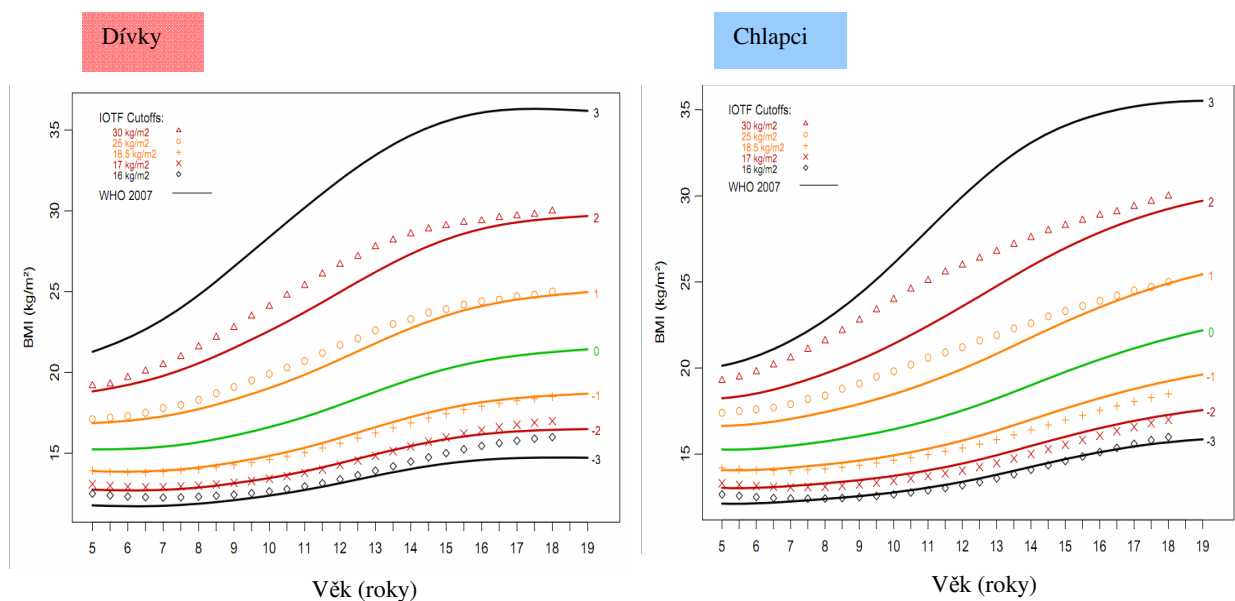 Dívky
Chlapci
IOTF Cutoffs:
30 kg/m2
25 kg/m2
18.5 kg/m2
17 kg/m2
16 kg/m2
WHO 2007
3
2
1
0
-1
-2
-3
35
30
25
20
15
BMI (kg/m²)
5 6 7 8 9 10 11 12 13 14 15 16 17 18 19
Věk (roky)
IOTF Cutoffs:
30 kg/m2
25 kg/m2
18.5 kg/m2
17 kg/m2
16 kg/m2
WHO 2007
3
2
1
0
-1
-2
-3
35
30
25
20
15
BMI (kg/m²)
5 6 7 8 9 10 11 12 13 14 15 16 17 18 19
Věk (roky)